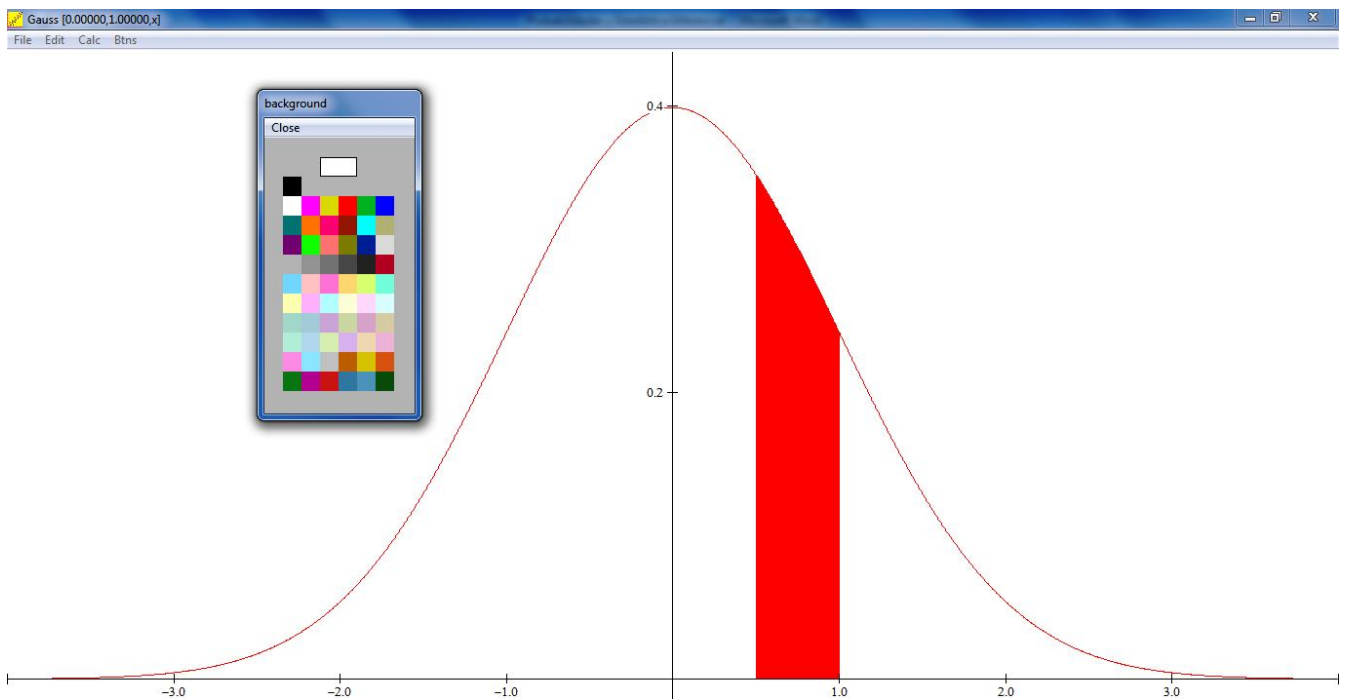 Gauss [0.00000,1.00000,x]
File Edit Calc Btns
background
Close
0.4
0.2
−3.0 −2.0 −1.0 1.0 2.0 3.0